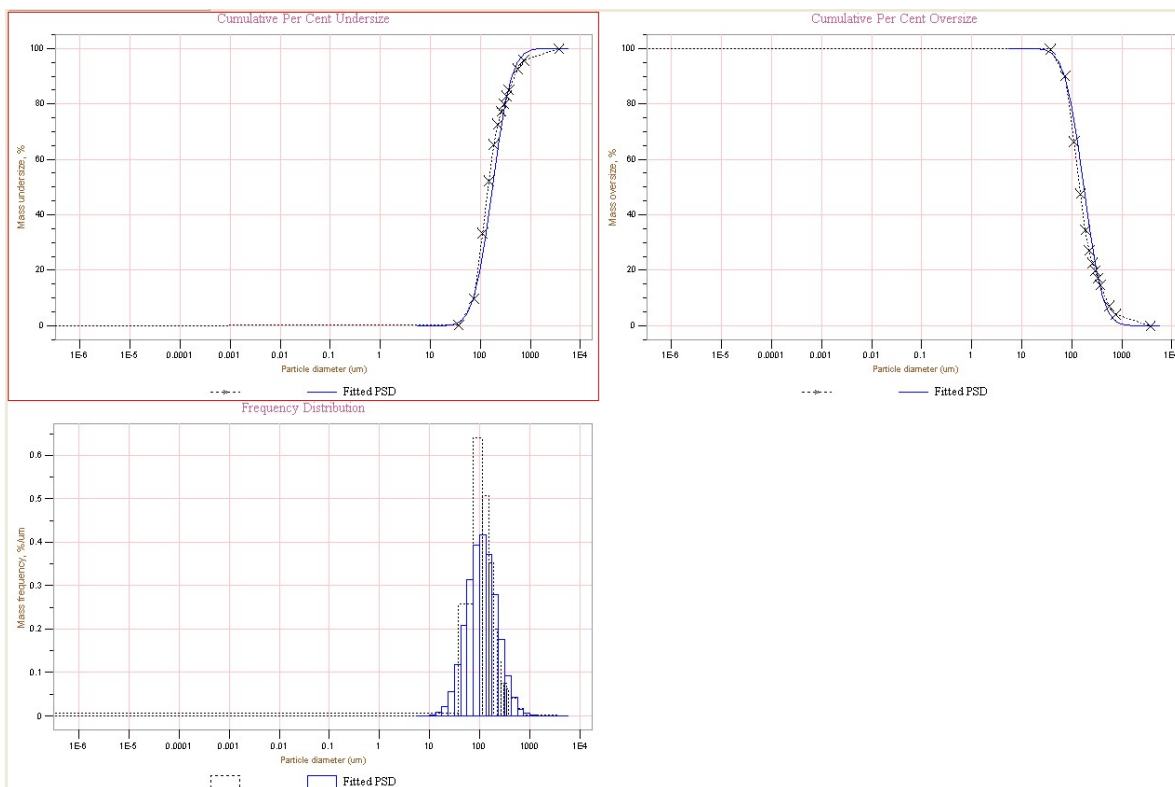 Cumulative Per Cent Undersize
Mass undersize, %
100
80
60
40
20
0
1E-6 1E-5 0.0001 0.001 0.01 0.1 1 10 100 1000 1E4
Particle diameter (um)
Fitted PSD
Cumulative Per Cent Oversize
Mass oversize, %
100
80
60
40
20
0
1E-6 1E-5 0.0001 0.001 0.01 0.1 1 10 100 1000 1E+
Particle diameter (um)
Fitted PSD
Frequency Distribution
Mass frequency, %/um
0.6
0.5
0.4
0.3
0.2
0.1
0
1E-6 1E-5 0.0001 0.001 0.01 0.1 1 10 100 1000 1E4
Particle diameter (um)
Fitted PSD